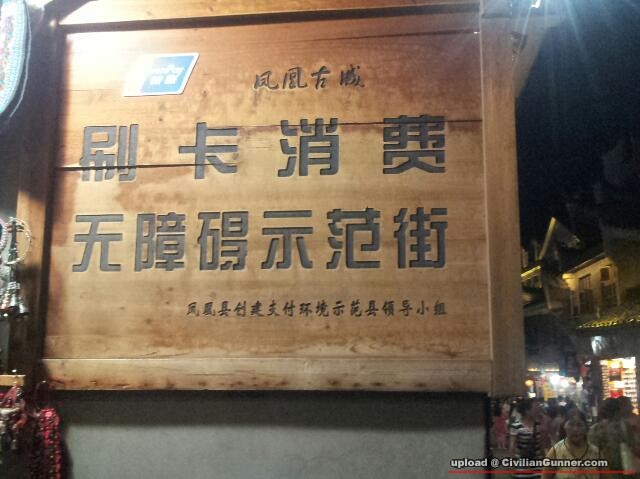 凤凰古城
刷卡消费
无障碍示范街
凤凰县创建支付环境示范县领导小组
upload @ CivilianGunner.com